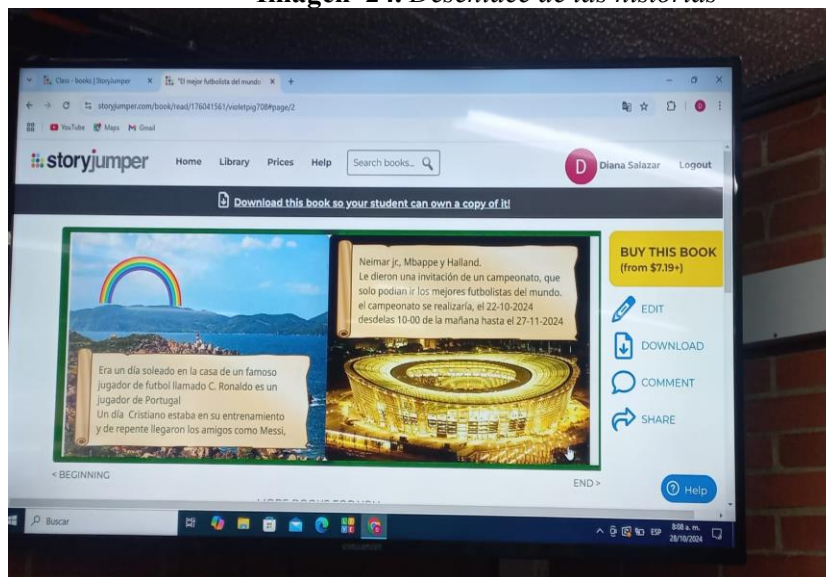 Imagen 24. Desenlace de las historias
Class - books | StoryJumper
"El mejor futbolista del mundo
storyjumper.com/book/read/176041561/violetpig708#page/2
YouTube
Maps
Gmail
storyjumper
Home
Library
Prices
Help
Search books...
D
Diana Salazar
Logout
Download this book so your student can own a copy of it!
Era un día soleado en la casa de un famoso
jugador de futbol llamado C. Ronaldo es un
jugador de Portugal
Un día Cristiano estaba en su entrenamiento
y de repente llegaron los amigos como Messi,
Neimar jr., Mbappe y Halland.
Le dieron una invitación de un campeonato, que
solo podian ir los mejores futbolistas del mundo.
el campeonato se realizaría, el 22-10-2024
desdelas 10-00 de la mañana hasta el 27-11-2024
BUY THIS BOOK
(from $7.19+)
EDIT
DOWNLOAD
COMMENT
SHARE
< BEGINNING
END >
MORE BOOKS FOR YOU
Help
Buscar
ESP
8:08 a. m.
28/10/2024